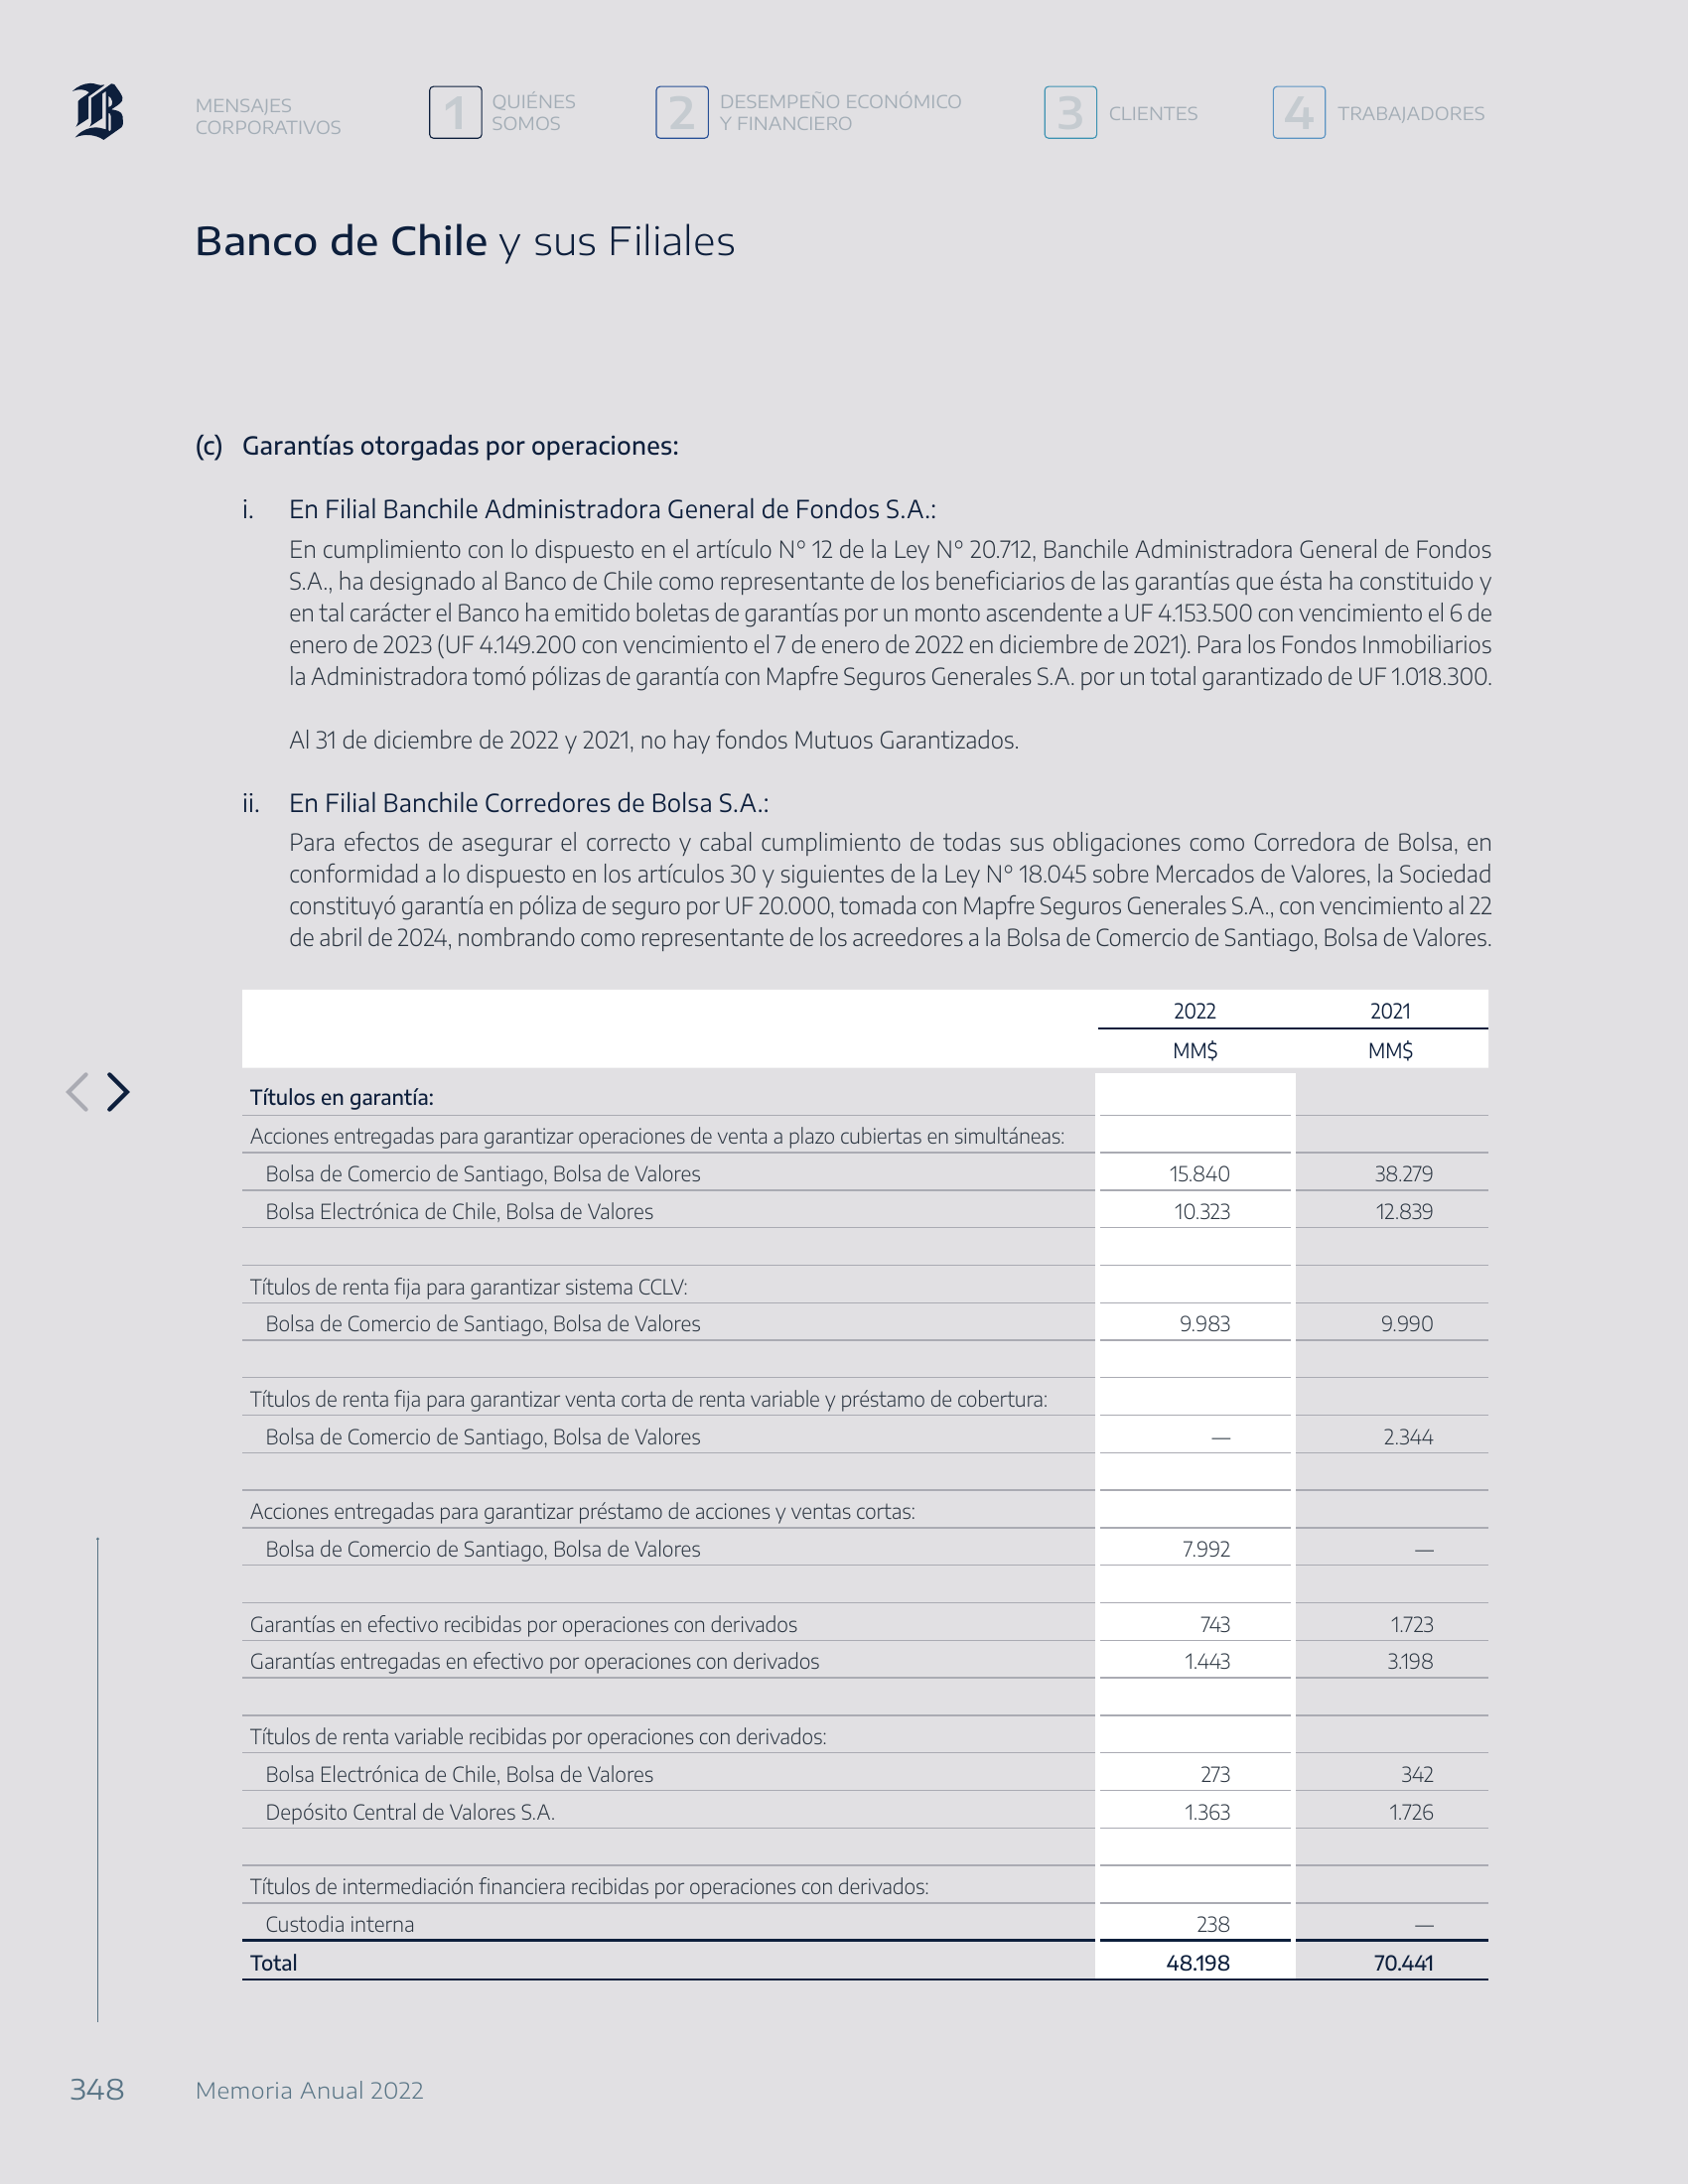 B
MENSAJES
CORPORATIVOS
1
QUIÉNES
SOMOS
2
DESEMPEÑO ECONÓMICO
Y FINANCIERO
3
CLIENTES
4
TRABAJADORES
Banco de Chile y sus Filiales
(c) Garantías otorgadas por operaciones:
i. En Filial Banchile Administradora General de Fondos S.A.:
En cumplimiento con lo dispuesto en el artículo N° 12 de la Ley N° 20.712, Banchile Administradora General de Fondos
S.A., ha designado al Banco de Chile como representante de los beneficiarios de las garantías que ésta ha constituido y
en tal carácter el Banco ha emitido boletas de garantías por un monto ascendente a UF 4.153.500 con vencimiento el 6 de
enero de 2023 (UF 4.149.200 con vencimiento el 7 de enero de 2022 en diciembre de 2021). Para los Fondos Inmobiliarios
la Administradora tomó pólizas de garantía con Mapfre Seguros Generales S.A. por un total garantizado de UF 1.018.300.
Al 31 de diciembre de 2022 y 2021, no hay fondos Mutuos Garantizados.
ii. En Filial Banchile Corredores de Bolsa S.A.:
Para efectos de asegurar el correcto y cabal cumplimiento de todas sus obligaciones como Corredora de Bolsa, en
conformidad a lo dispuesto en los artículos 30 y siguientes de la Ley N° 18.045 sobre Mercados de Valores, la Sociedad
constituyó garantía en póliza de seguro por UF 20.000, tomada con Mapfre Seguros Generales S.A., con vencimiento al 22
de abril de 2024, nombrando como representante de los acreedores a la Bolsa de Comercio de Santiago, Bolsa de Valores.
2022 2021
MM$ MM$
Títulos en garantía:
Acciones entregadas para garantizar operaciones de venta a plazo cubiertas en simultáneas:
Bolsa de Comercio de Santiago, Bolsa de Valores 15.840 38.279
Bolsa Electrónica de Chile, Bolsa de Valores 10.323 12.839
Títulos de renta fija para garantizar sistema CCLV:
Bolsa de Comercio de Santiago, Bolsa de Valores 9.983 9.990
Títulos de renta fija para garantizar venta corta de renta variable y préstamo de cobertura:
Bolsa de Comercio de Santiago, Bolsa de Valores — 2.344
Acciones entregadas para garantizar préstamo de acciones y ventas cortas:
Bolsa de Comercio de Santiago, Bolsa de Valores 7.992 —
Garantías en efectivo recibidas por operaciones con derivados 743 1.723
Garantías entregadas en efectivo por operaciones con derivados 1.443 3.198
Títulos de renta variable recibidas por operaciones con derivados:
Bolsa Electrónica de Chile, Bolsa de Valores 273 342
Depósito Central de Valores S.A. 1.363 1.726
Títulos de intermediación financiera recibidas por operaciones con derivados:
Custodia interna 238 —
Total 48.198 70.441
348 Memoria Anual 2022